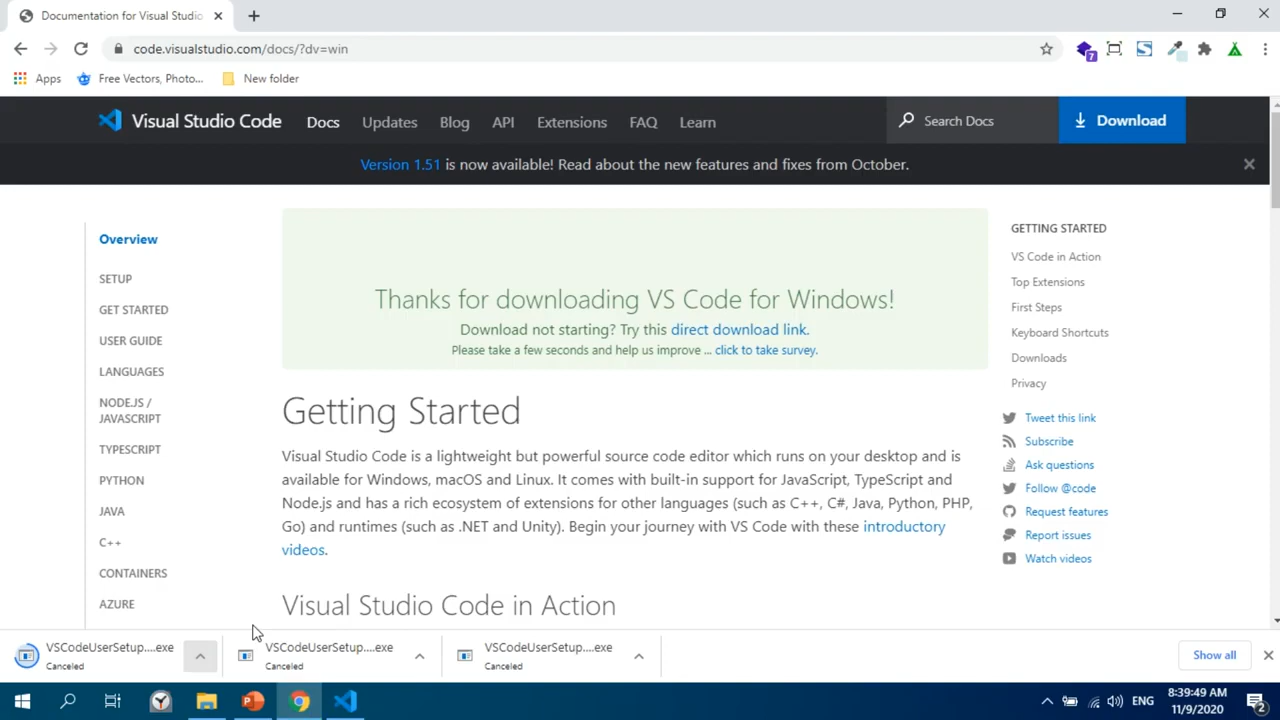 Documentation for Visual Studio
code.visualstudio.com/docs/?dv=win
7
Apps
Free Vectors, Photo...
New folder
Visual Studio Code
Docs
Updates
Blog
API
Extensions
FAQ
Learn
Search Docs
Download
Version 1.51 is now available! Read about the new features and fixes from October.
Overview
SETUP
GET STARTED
USER GUIDE
LANGUAGES
NODE.JS /
JAVASCRIPT
TYPESCRIPT
PYTHON
JAVA
C++
CONTAINERS
AZURE
Thanks for downloading VS Code for Windows!
Download not starting? Try this direct download link.
Please take a few seconds and help us improve ... click to take survey.
Getting Started
Visual Studio Code is a lightweight but powerful source code editor which runs on your desktop and is
available for Windows, macOS and Linux. It comes with built-in support for JavaScript, TypeScript and
Node.js and has a rich ecosystem of extensions for other languages (such as C++, C#, Java, Python, PHP,
Go) and runtimes (such as .NET and Unity). Begin your journey with VS Code with these introductory
videos.
Visual Studio Code in Action
GETTING STARTED
VS Code in Action
Top Extensions
First Steps
Keyboard Shortcuts
Downloads
Privacy
Tweet this link
Subscribe
Ask questions
Follow @code
Request features
Report issues
Watch videos
VSCodeUserSetup....exe
Canceled
VSCodeUserSetup....exe
Canceled
VSCodeUserSetup....exe
Canceled
Show all
ENG
8:39:49 AM
11/9/2020
2